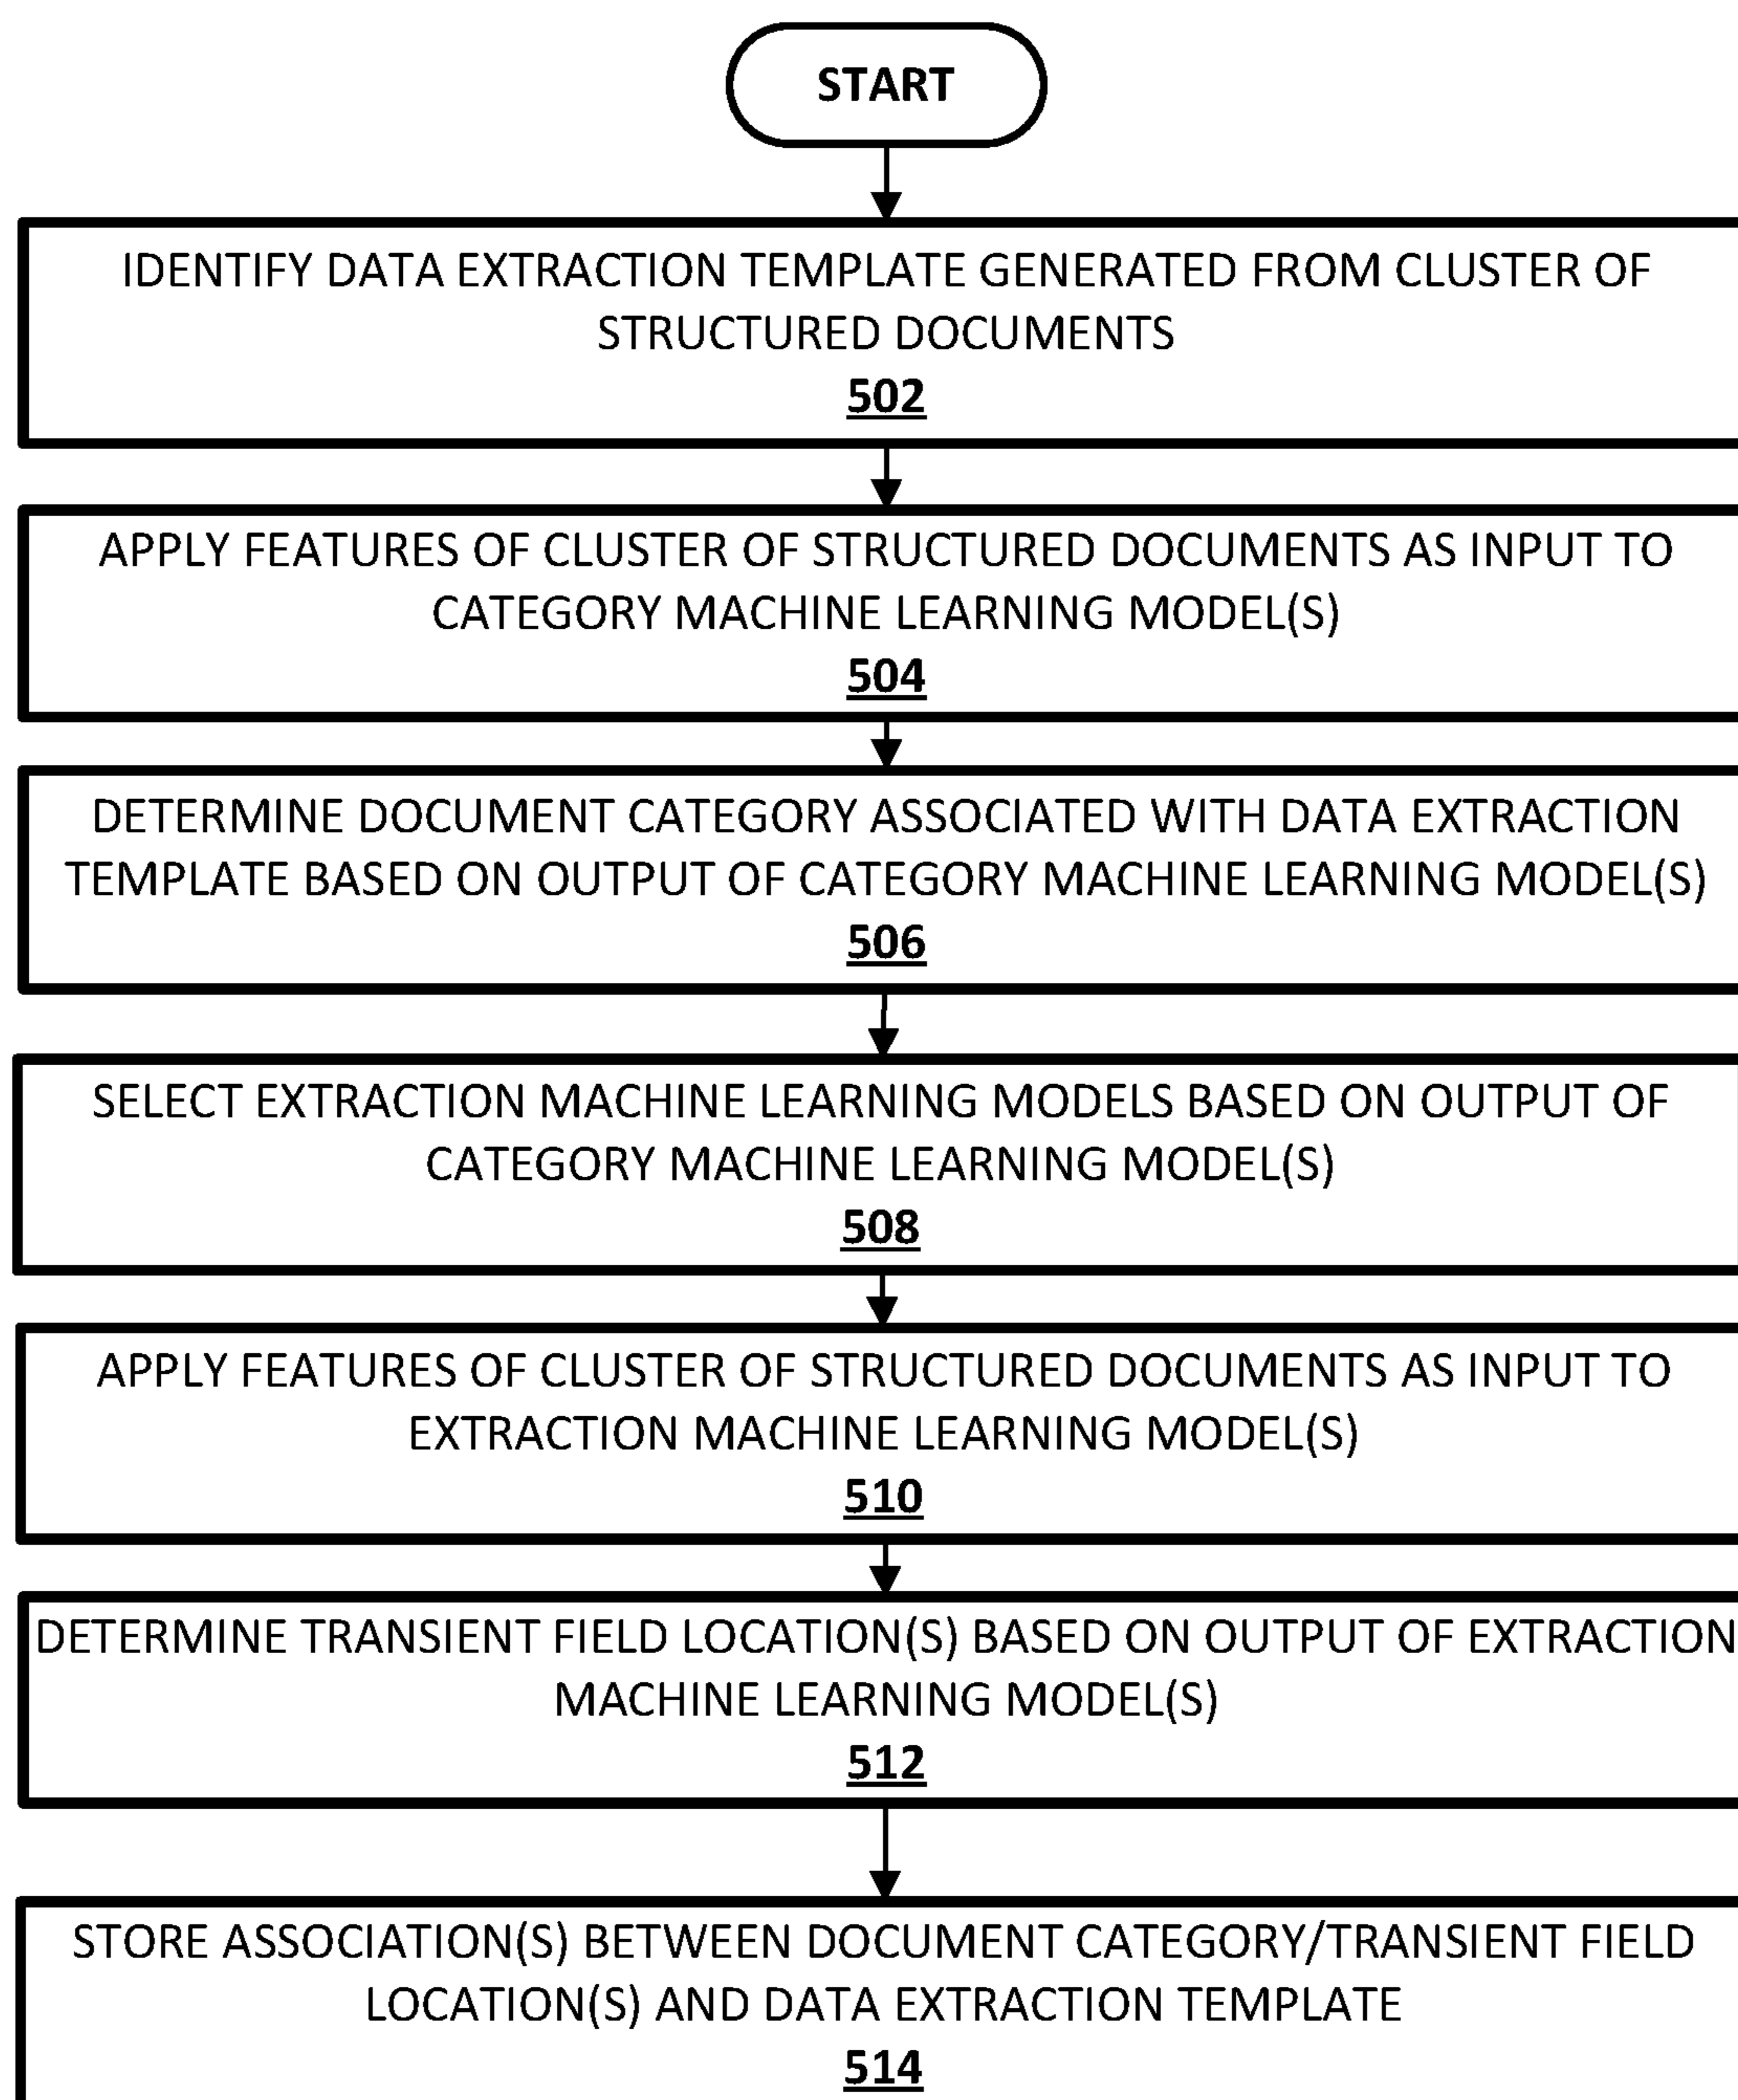 START
IDENTIFY DATA EXTRACTION TEMPLATE GENERATED FROM CLUSTER OF
STRUCTURED DOCUMENTS
502
APPLY FEATURES OF CLUSTER OF STRUCTURED DOCUMENTS AS INPUT TO
CATEGORY MACHINE LEARNING MODEL(S)
504
DETERMINE DOCUMENT CATEGORY ASSOCIATED WITH DATA EXTRACTION
TEMPLATE BASED ON OUTPUT OF CATEGORY MACHINE LEARNING MODEL(S)
506
SELECT EXTRACTION MACHINE LEARNING MODELS BASED ON OUTPUT OF
CATEGORY MACHINE LEARNING MODEL(S)
508
APPLY FEATURES OF CLUSTER OF STRUCTURED DOCUMENTS AS INPUT TO
EXTRACTION MACHINE LEARNING MODEL(S)
510
DETERMINE TRANSIENT FIELD LOCATION(S) BASED ON OUTPUT OF EXTRACTION
MACHINE LEARNING MODEL(S)
512
STORE ASSOCIATION(S) BETWEEN DOCUMENT CATEGORY/TRANSIENT FIELD
LOCATION(S) AND DATA EXTRACTION TEMPLATE
514